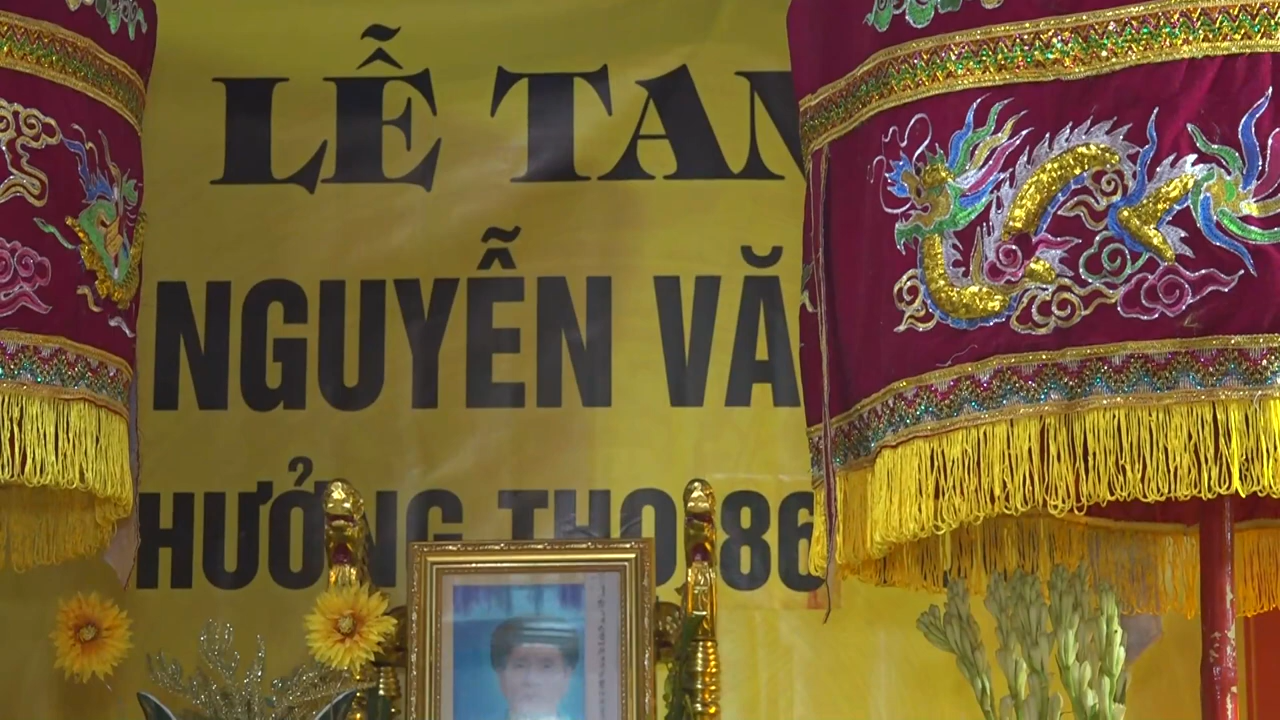 LỄ TAN
NGUYỄN VĂ
HƯỞNG THỌ 86